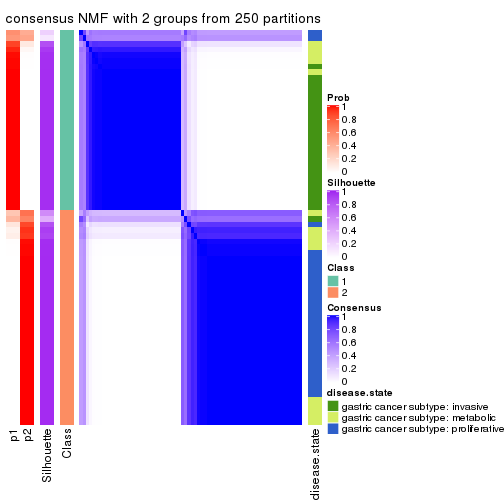 consensus NMF with 2 groups from 250 partitions
Prob
1
0.8
0.6
0.4
0.2
0
Silhouette
1
0.8
0.6
0.4
0.2
0
Class
1
2
Consensus
1
0.8
0.6
0.4
0.2
0
disease.state
gastric cancer subtype: invasive
gastric cancer subtype: metabolic
gastric cancer subtype: proliferative
p1
p2
Silhouette
Class
disease.state